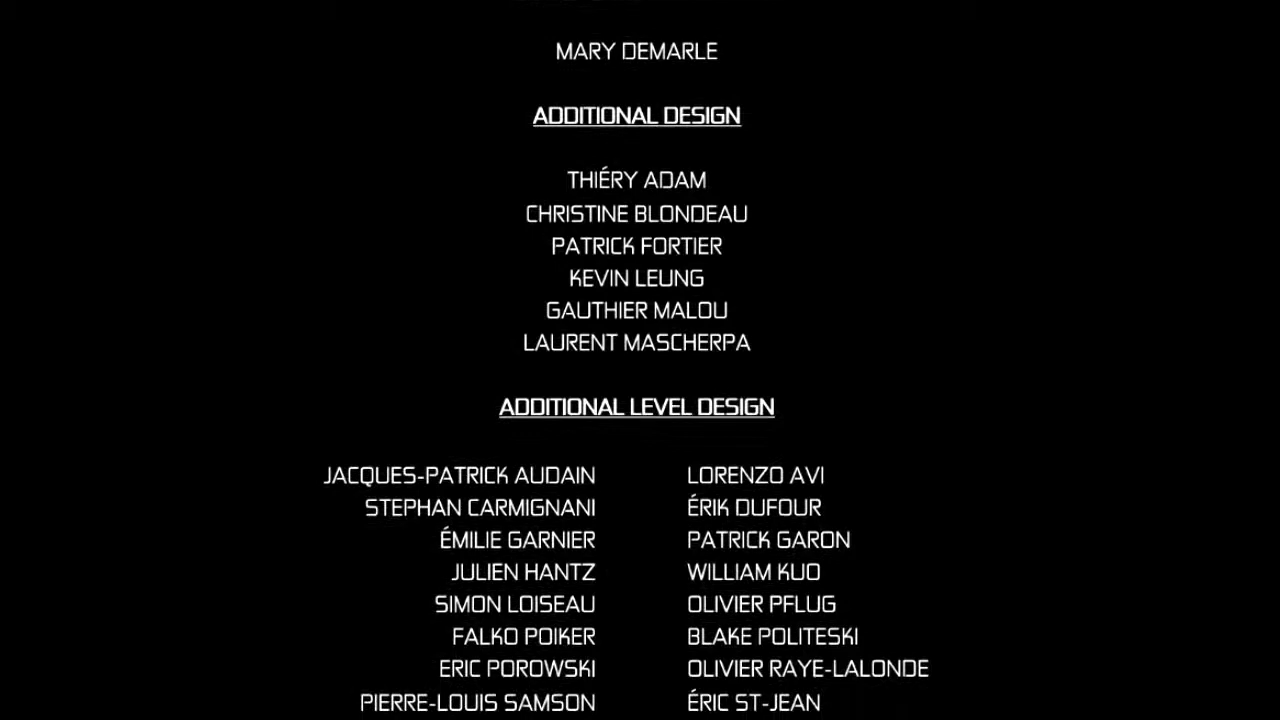 MARY DEMARLE
ADDITIONAL DESIGN
THIÉRY ADAM
CHRISTINE BLONDEAU
PATRICK FORTIER
KEVIN LEUNG
GAUTHIER MALOU
LAURENT MASCHERPA
ADDITIONAL LEVEL DESIGN
JACQUES-PATRICK AUDAIN LORENZO AVI
STEPHAN CARMIGNANI ÉRIK DUFOUR
ÉMILIE GARNIER PATRICK GARON
JULIEN HANTZ WILLIAM KUO
SIMON LOISEAU OLIVIER PFLUG
FALKO POIKER BLAKE POLITESKI
ERIC POROWSKI OLIVIER RAYE-LALONDE
PIERRE-LOUIS SAMSON ÉRIC ST-JEAN